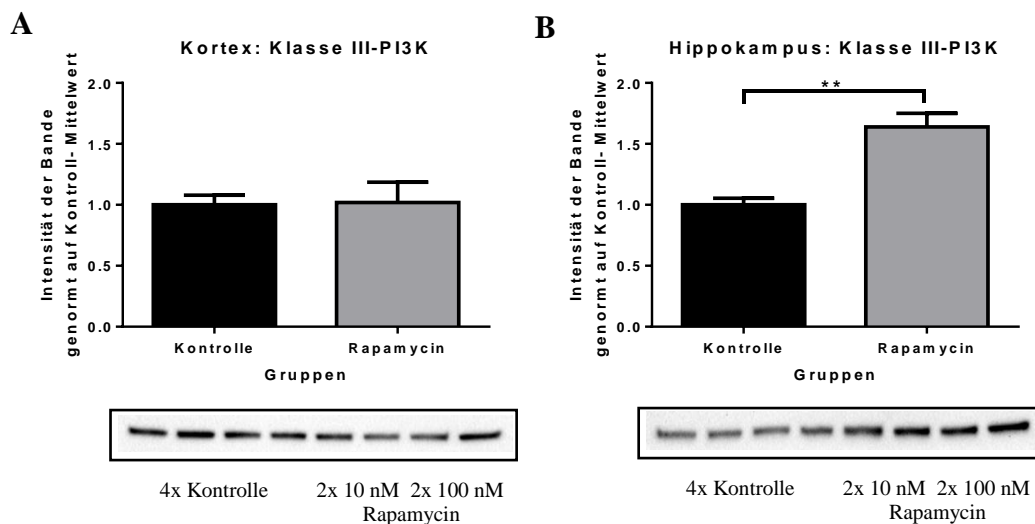 A
Kortex: Klasse III-PI3K
Intensität der Bande
genormt auf Kontroll-Mittelwert
2.0
1.5
1.0
0.5
0.0
Kontrolle Rapamycin
Gruppen
4x Kontrolle 2x 10 nM 2x 100 nM
Rapamycin
B
Hippokampus: Klasse III-PI3K
Intensität der Bande
genormt auf Kontroll-Mittelwert
2.0
1.5
1.0
0.5
0.0
**
Kontrolle Rapamycin
Gruppen
4x Kontrolle 2x 10 nM 2x 100 nM
Rapamycin